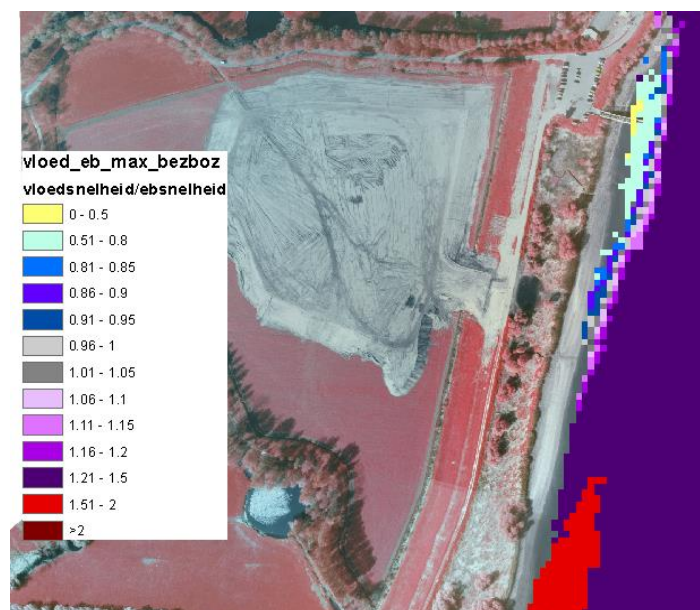 vloed_eb_max_bezboz
vloedsnelheid/ebsnelheid
0 - 0.5
0.51 - 0.8
0.81 - 0.85
0.86 - 0.9
0.91 - 0.95
0.96 - 1
1.01 - 1.05
1.06 - 1.1
1.11 - 1.15
1.16 - 1.2
1.21 - 1.5
1.51 - 2
>2